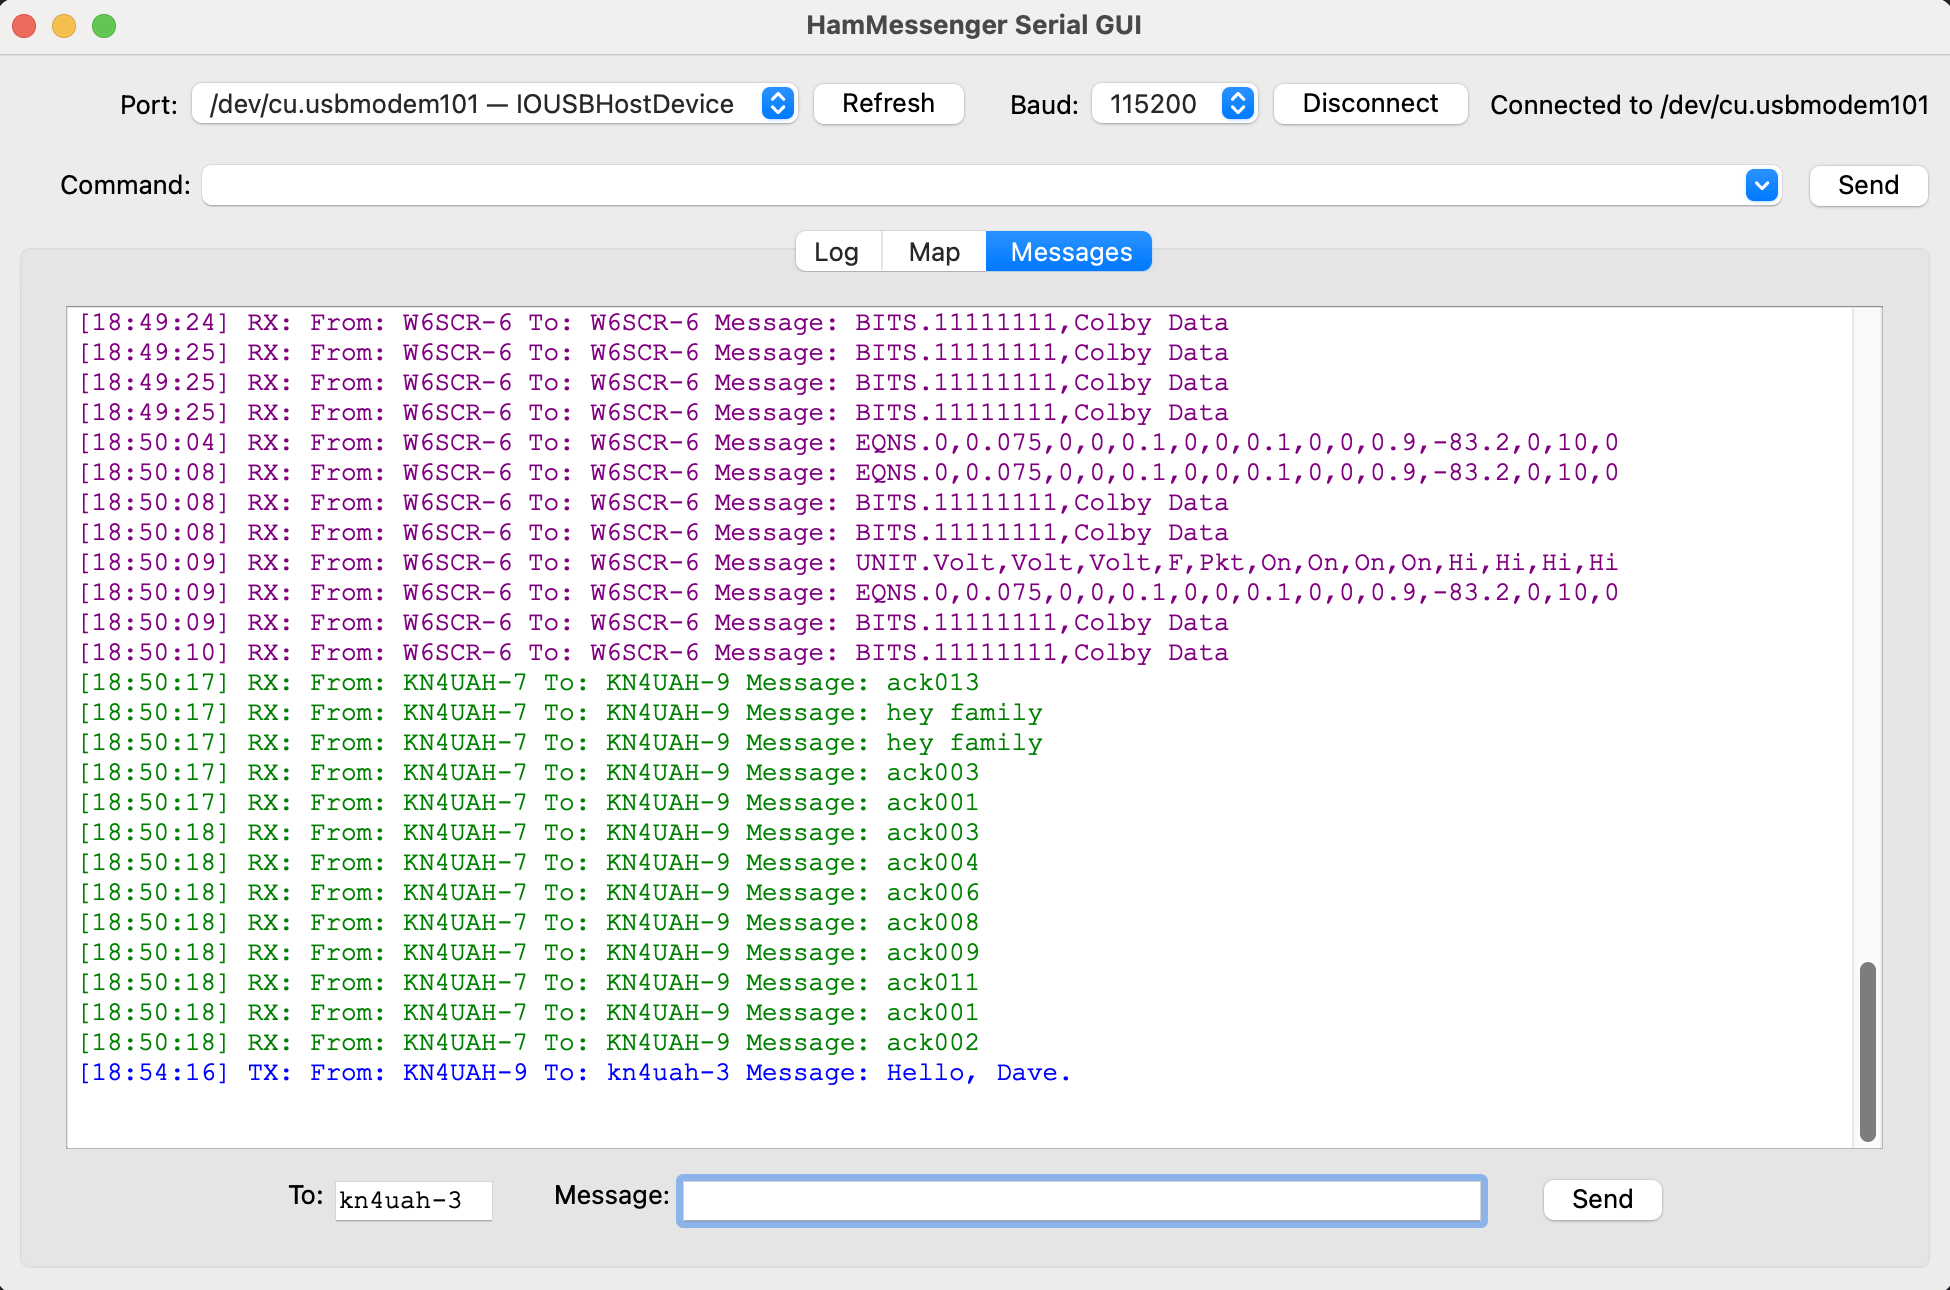 HamMessenger Serial GUI
Port: /dev/cu.usbmodem101 — IOUSBHostDevice Refresh Baud: 115200 Disconnect Connected to /dev/cu.usbmodem101
Command: Send
Log Map Messages
[18:49:24] RX: From: W6SCR-6 To: W6SCR-6 Message: BITS.11111111,Colby Data
[18:49:25] RX: From: W6SCR-6 To: W6SCR-6 Message: BITS.11111111,Colby Data
[18:49:25] RX: From: W6SCR-6 To: W6SCR-6 Message: BITS.11111111,Colby Data
[18:49:25] RX: From: W6SCR-6 To: W6SCR-6 Message: BITS.11111111,Colby Data
[18:50:04] RX: From: W6SCR-6 To: W6SCR-6 Message: EQNS.0,0.075,0,0,0.1,0,0,0.1,0,0,0.9,-83.2,0,10,0
[18:50:08] RX: From: W6SCR-6 To: W6SCR-6 Message: EQNS.0,0.075,0,0,0.1,0,0,0.1,0,0,0.9,-83.2,0,10,0
[18:50:08] RX: From: W6SCR-6 To: W6SCR-6 Message: BITS.11111111,Colby Data
[18:50:08] RX: From: W6SCR-6 To: W6SCR-6 Message: BITS.11111111,Colby Data
[18:50:09] RX: From: W6SCR-6 To: W6SCR-6 Message: UNIT.Volt,Volt,Volt,F,Pkt,On,On,On,On,Hi,Hi,Hi,Hi
[18:50:09] RX: From: W6SCR-6 To: W6SCR-6 Message: EQNS.0,0.075,0,0,0.1,0,0,0.1,0,0,0.9,-83.2,0,10,0
[18:50:09] RX: From: W6SCR-6 To: W6SCR-6 Message: BITS.11111111,Colby Data
[18:50:10] RX: From: W6SCR-6 To: W6SCR-6 Message: BITS.11111111,Colby Data
[18:50:17] RX: From: KN4UAH-7 To: KN4UAH-9 Message: ack013
[18:50:17] RX: From: KN4UAH-7 To: KN4UAH-9 Message: hey family
[18:50:17] RX: From: KN4UAH-7 To: KN4UAH-9 Message: hey family
[18:50:17] RX: From: KN4UAH-7 To: KN4UAH-9 Message: ack003
[18:50:17] RX: From: KN4UAH-7 To: KN4UAH-9 Message: ack001
[18:50:18] RX: From: KN4UAH-7 To: KN4UAH-9 Message: ack003
[18:50:18] RX: From: KN4UAH-7 To: KN4UAH-9 Message: ack004
[18:50:18] RX: From: KN4UAH-7 To: KN4UAH-9 Message: ack006
[18:50:18] RX: From: KN4UAH-7 To: KN4UAH-9 Message: ack008
[18:50:18] RX: From: KN4UAH-7 To: KN4UAH-9 Message: ack009
[18:50:18] RX: From: KN4UAH-7 To: KN4UAH-9 Message: ack011
[18:50:18] RX: From: KN4UAH-7 To: KN4UAH-9 Message: ack001
[18:50:18] RX: From: KN4UAH-7 To: KN4UAH-9 Message: ack002
[18:54:16] TX: From: KN4UAH-9 To: kn4uah-3 Message: Hello, Dave.
To: kn4uah-3 Message: Send